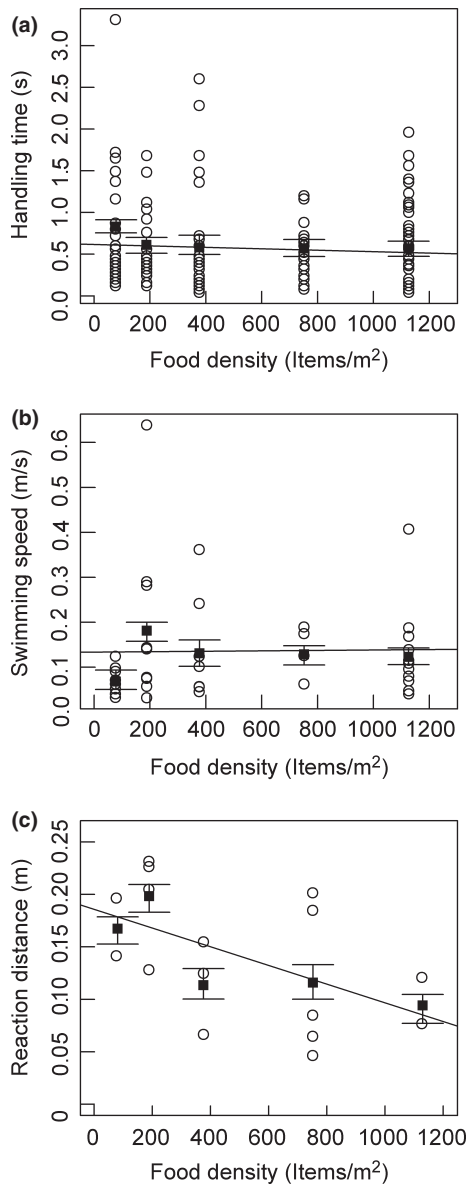 (a)
Handling time (s)
0.0 0.5 1.0 1.5 2.0 2.5 3.0
0 200 400 600 800 1000 1200
Food density (Items/m²)
(b)
Swimming speed (m/s)
0.0 0.1 0.2 0.3 0.4 0.5 0.6
0 200 400 600 800 1000 1200
Food density (Items/m²)
(c)
Reaction distance (m)
0 0.05 0.10 0.15 0.20 0.25
0 200 400 600 800 1000 1200
Food density (Items/m²)